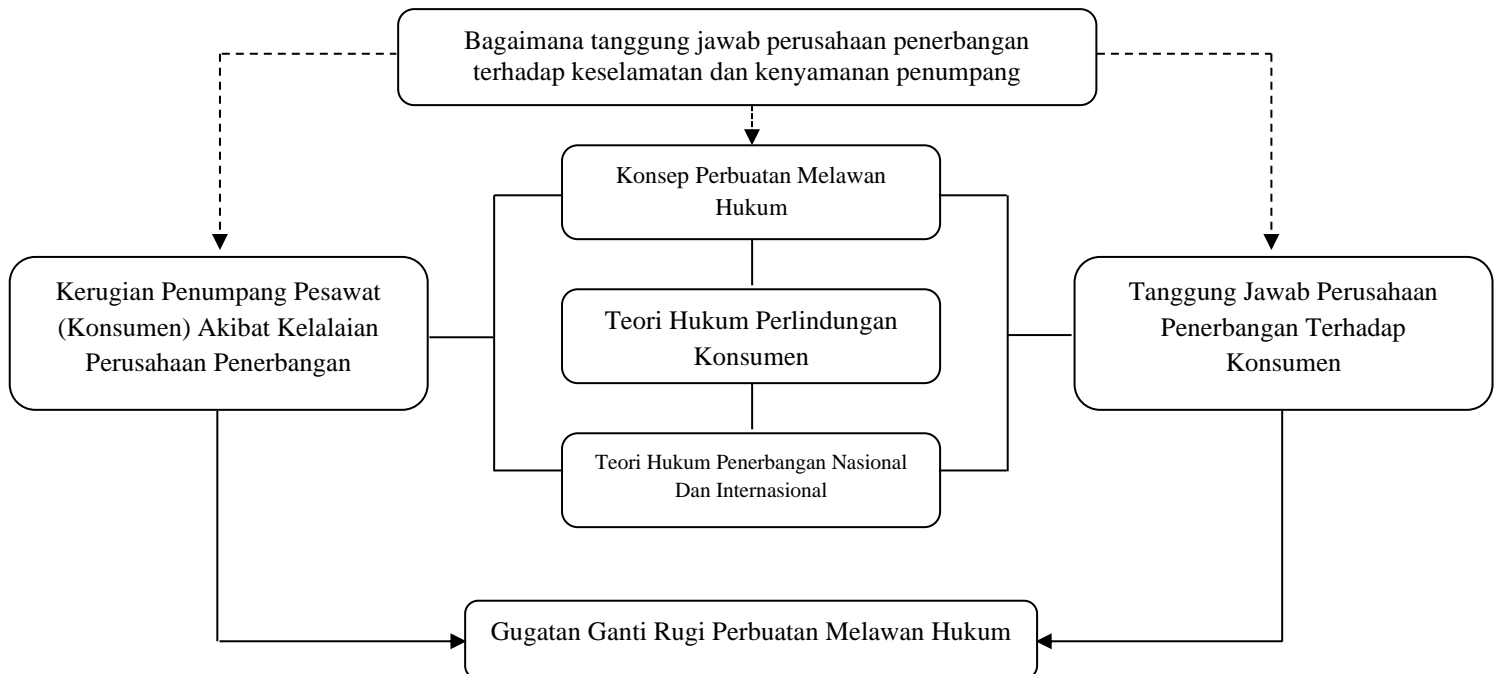 Bagaimana tanggung jawab perusahaan penerbangan
terhadap keselamatan dan kenyamanan penumpang
Konsep Perbuatan Melawan
Hukum
Kerugian Penumpang Pesawat
(Konsumen) Akibat Kelalaian
Perusahaan Penerbangan
Teori Hukum Perlindungan
Konsumen
Tanggung Jawab Perusahaan
Penerbangan Terhadap
Konsumen
Teori Hukum Penerbangan Nasional
Dan Internasional
Gugatan Ganti Rugi Perbuatan Melawan Hukum